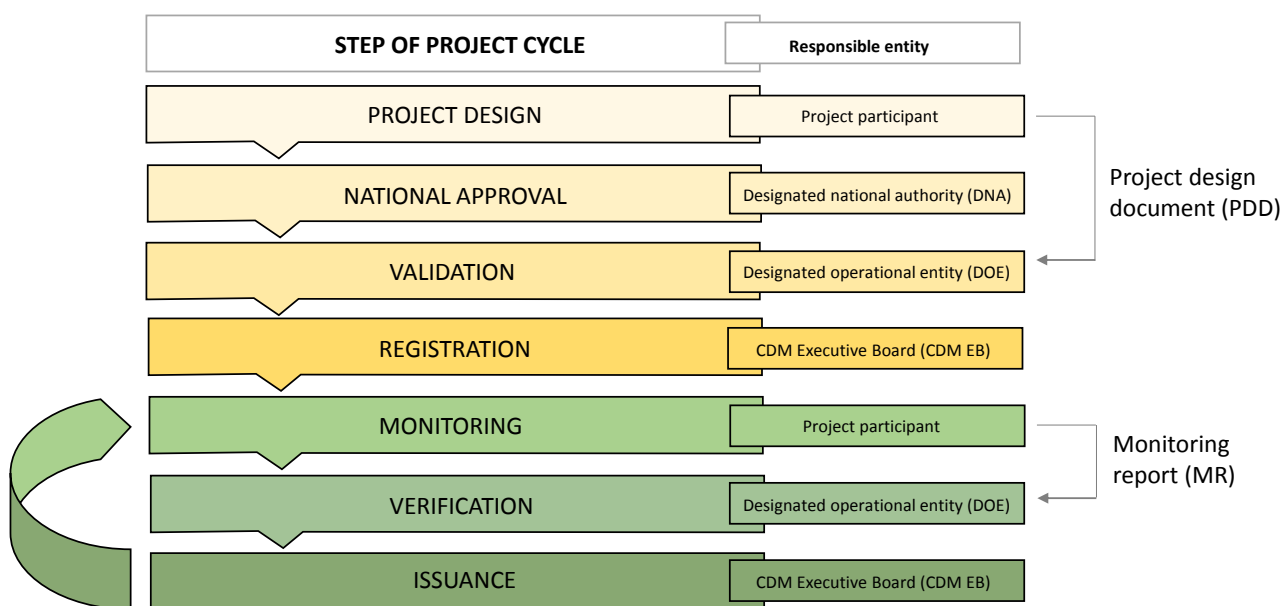 STEP OF PROJECT CYCLE
Responsible entity
PROJECT DESIGN
Project participant
NATIONAL APPROVAL
Designated national authority (DNA)
Project design
document (PDD)
VALIDATION
Designated operational entity (DOE)
REGISTRATION
CDM Executive Board (CDM EB)
MONITORING
Project participant
Monitoring
report (MR)
VERIFICATION
Designated operational entity (DOE)
ISSUANCE
CDM Executive Board (CDM EB)